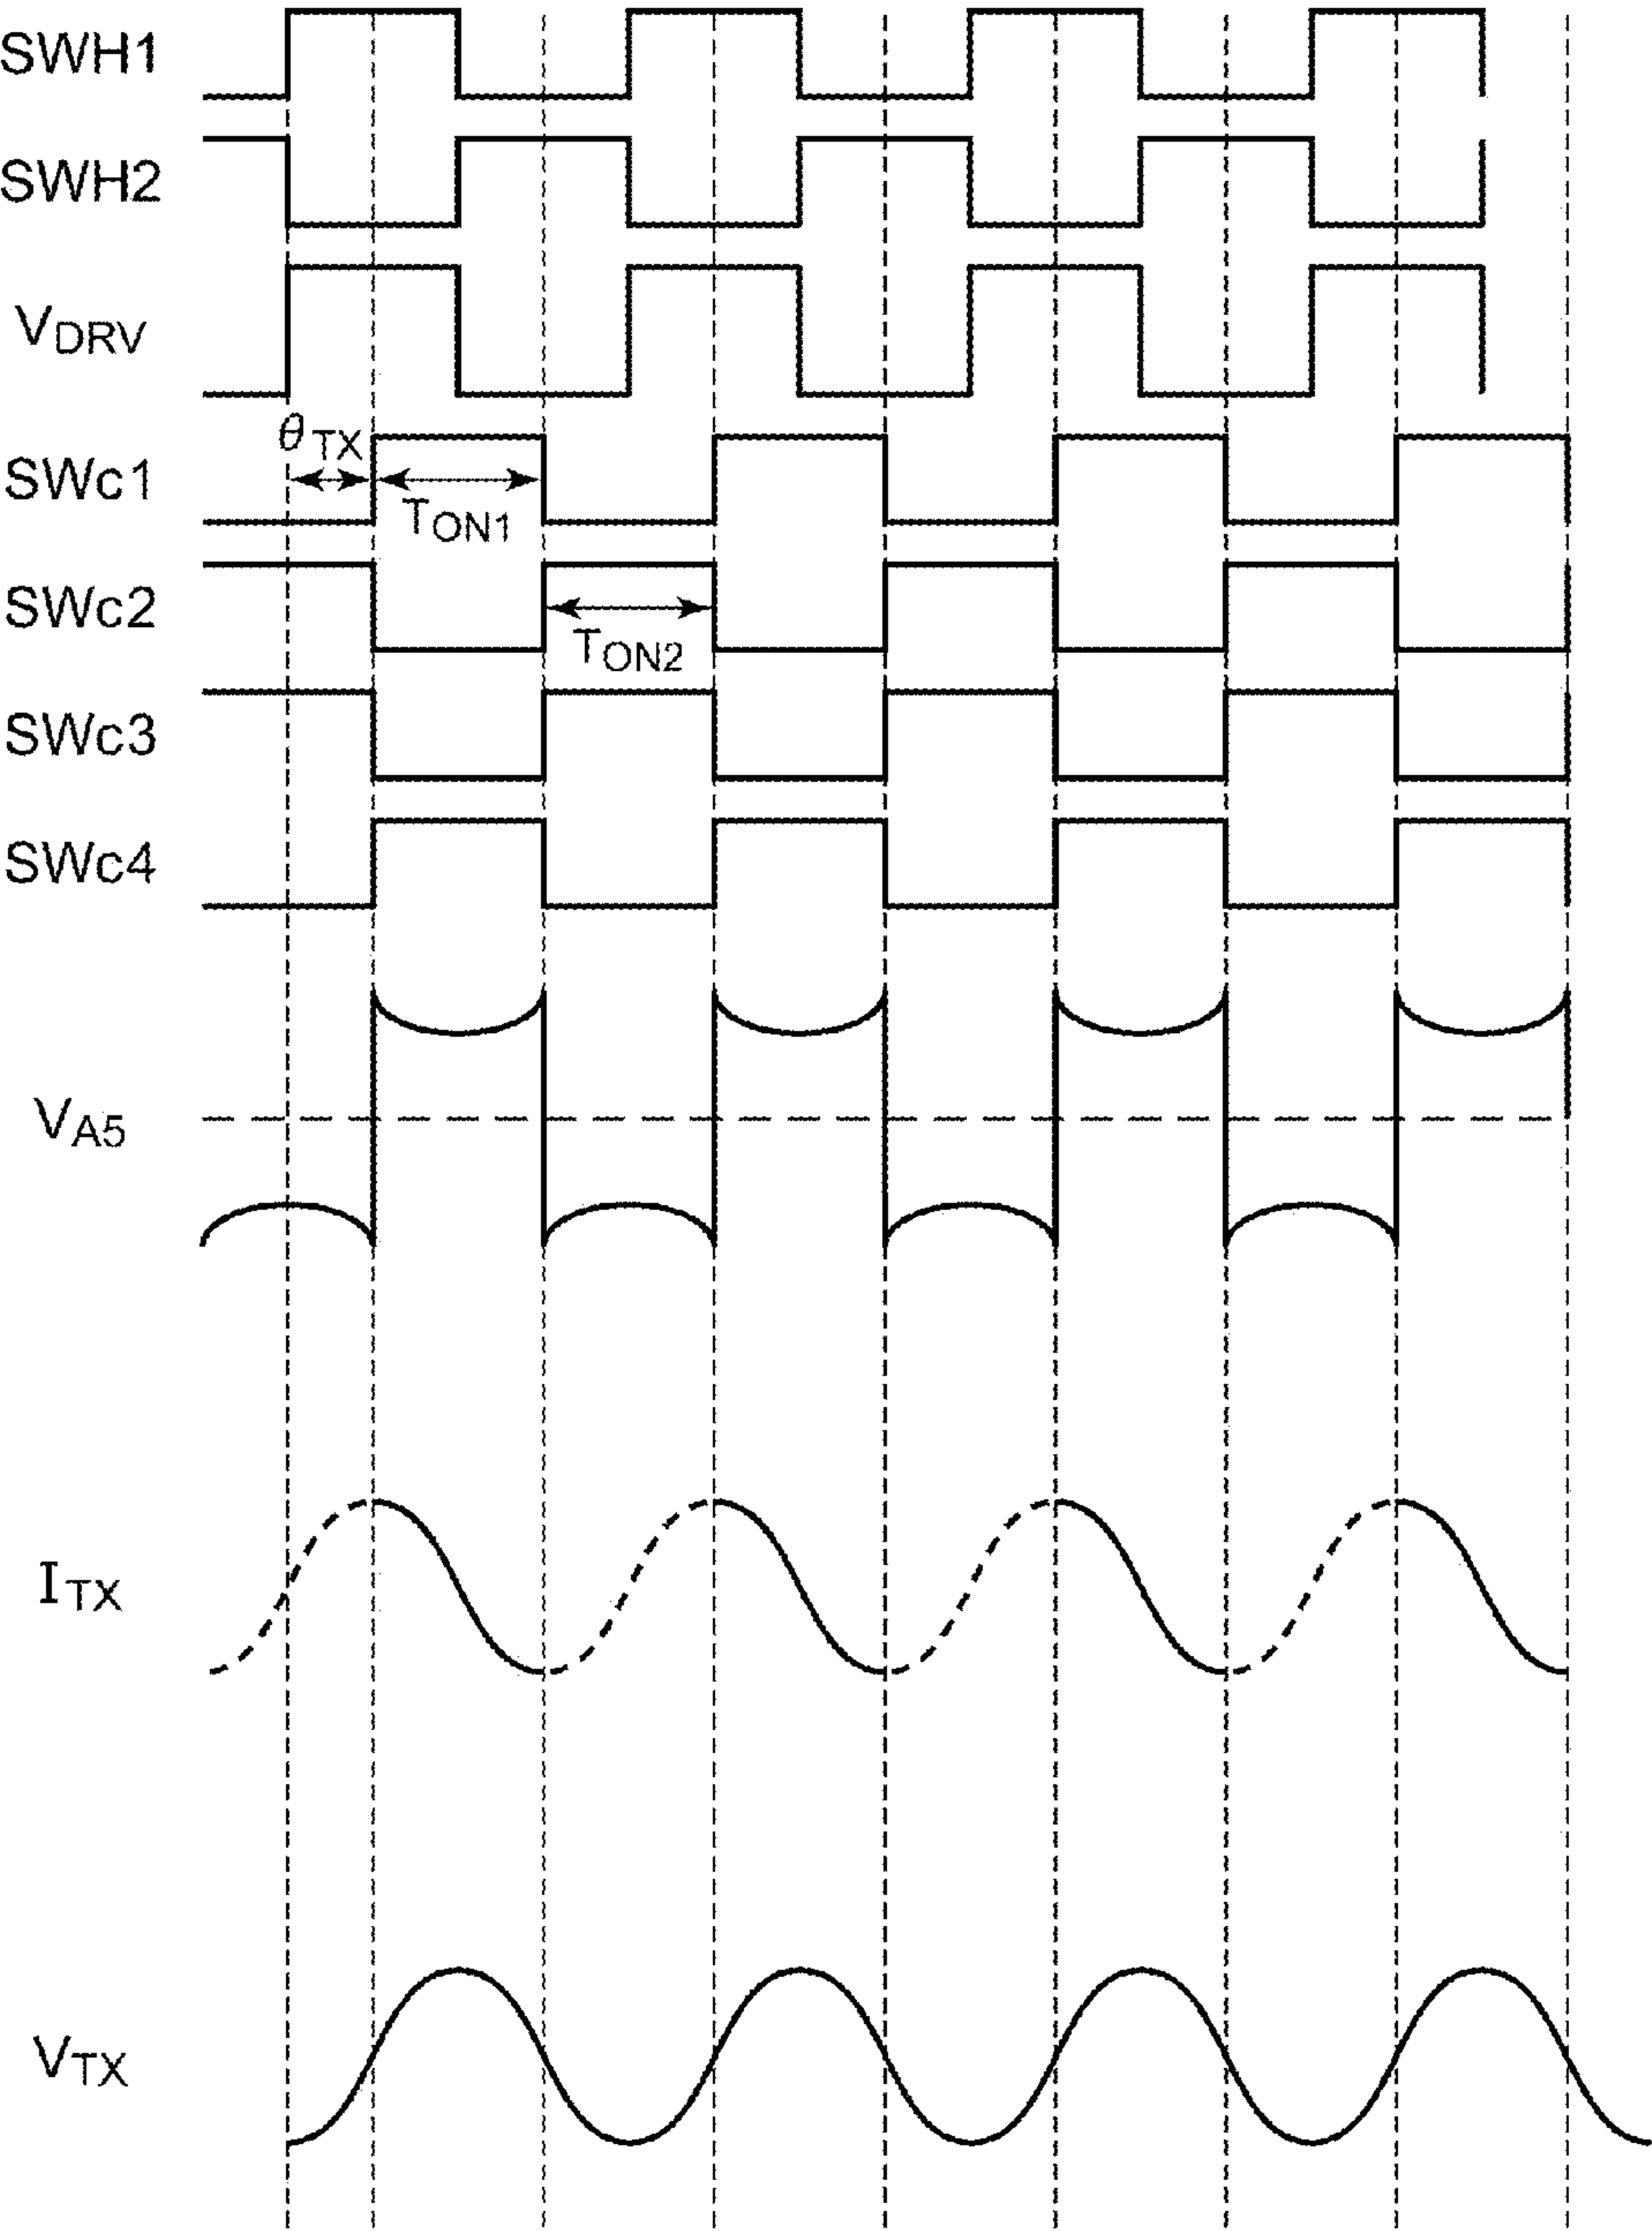 SWH1
SWH2
VDRV
θTX
SWc1
TON1
SWc2
TON2
SWc3
SWc4
VA5
ITX
VTX